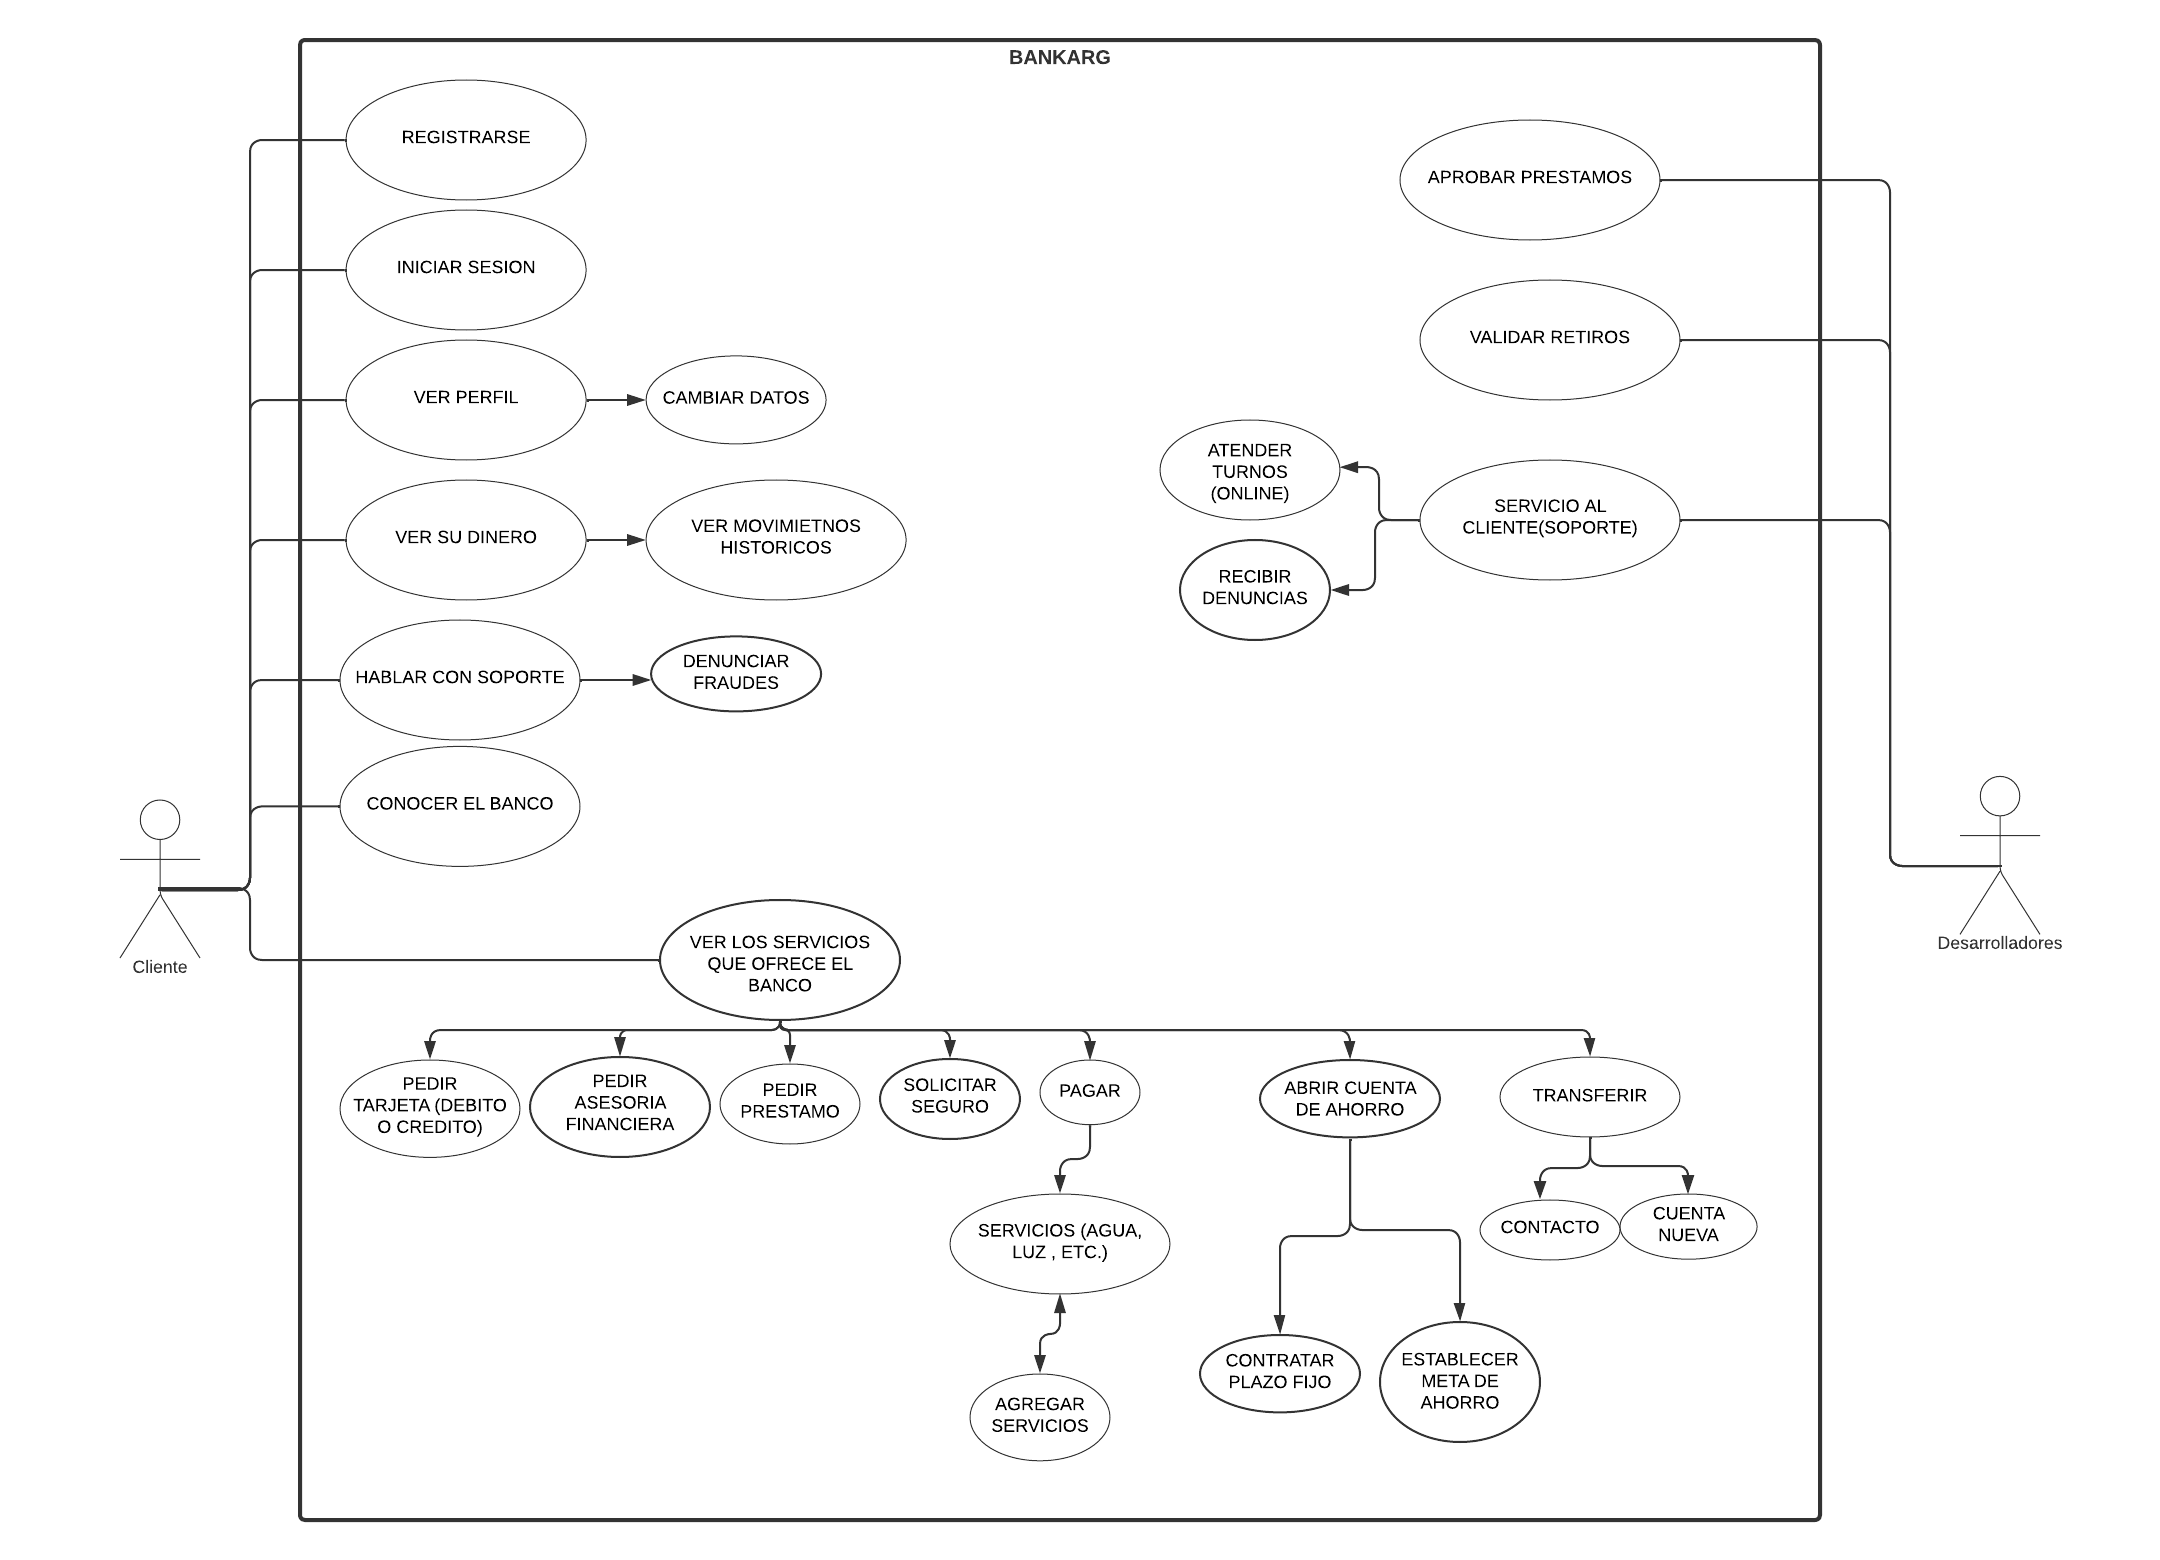 BANKARG
REGISTRARSE
INICIAR SESION
VER PERFIL
CAMBIAR DATOS
VER SU DINERO
VER MOVIMIETNOS
HISTORICOS
HABLAR CON SOPORTE
DENUNCIAR
FRAUDES
CONOCER EL BANCO
Cliente
APROBAR PRESTAMOS
VALIDAR RETIROS
ATENDER
TURNOS
(ONLINE)
SERVICIO AL
CLIENTE(SOPORTE)
RECIBIR
DENUNCIAS
Desarrolladores
VER LOS SERVICIOS
QUE OFRECE EL
BANCO
PEDIR
TARJETA (DEBITO
O CREDITO)
PEDIR
ASESORIA
FINANCIERA
PEDIR
PRESTAMO
SOLICITAR
SEGURO
PAGAR
ABRIR CUENTA
DE AHORRO
TRANSFERIR
SERVICIOS (AGUA,
LUZ , ETC.)
CONTACTO
CUENTA
NUEVA
AGREGAR
SERVICIOS
CONTRATAR
PLAZO FIJO
ESTABLECER
META DE
AHORRO